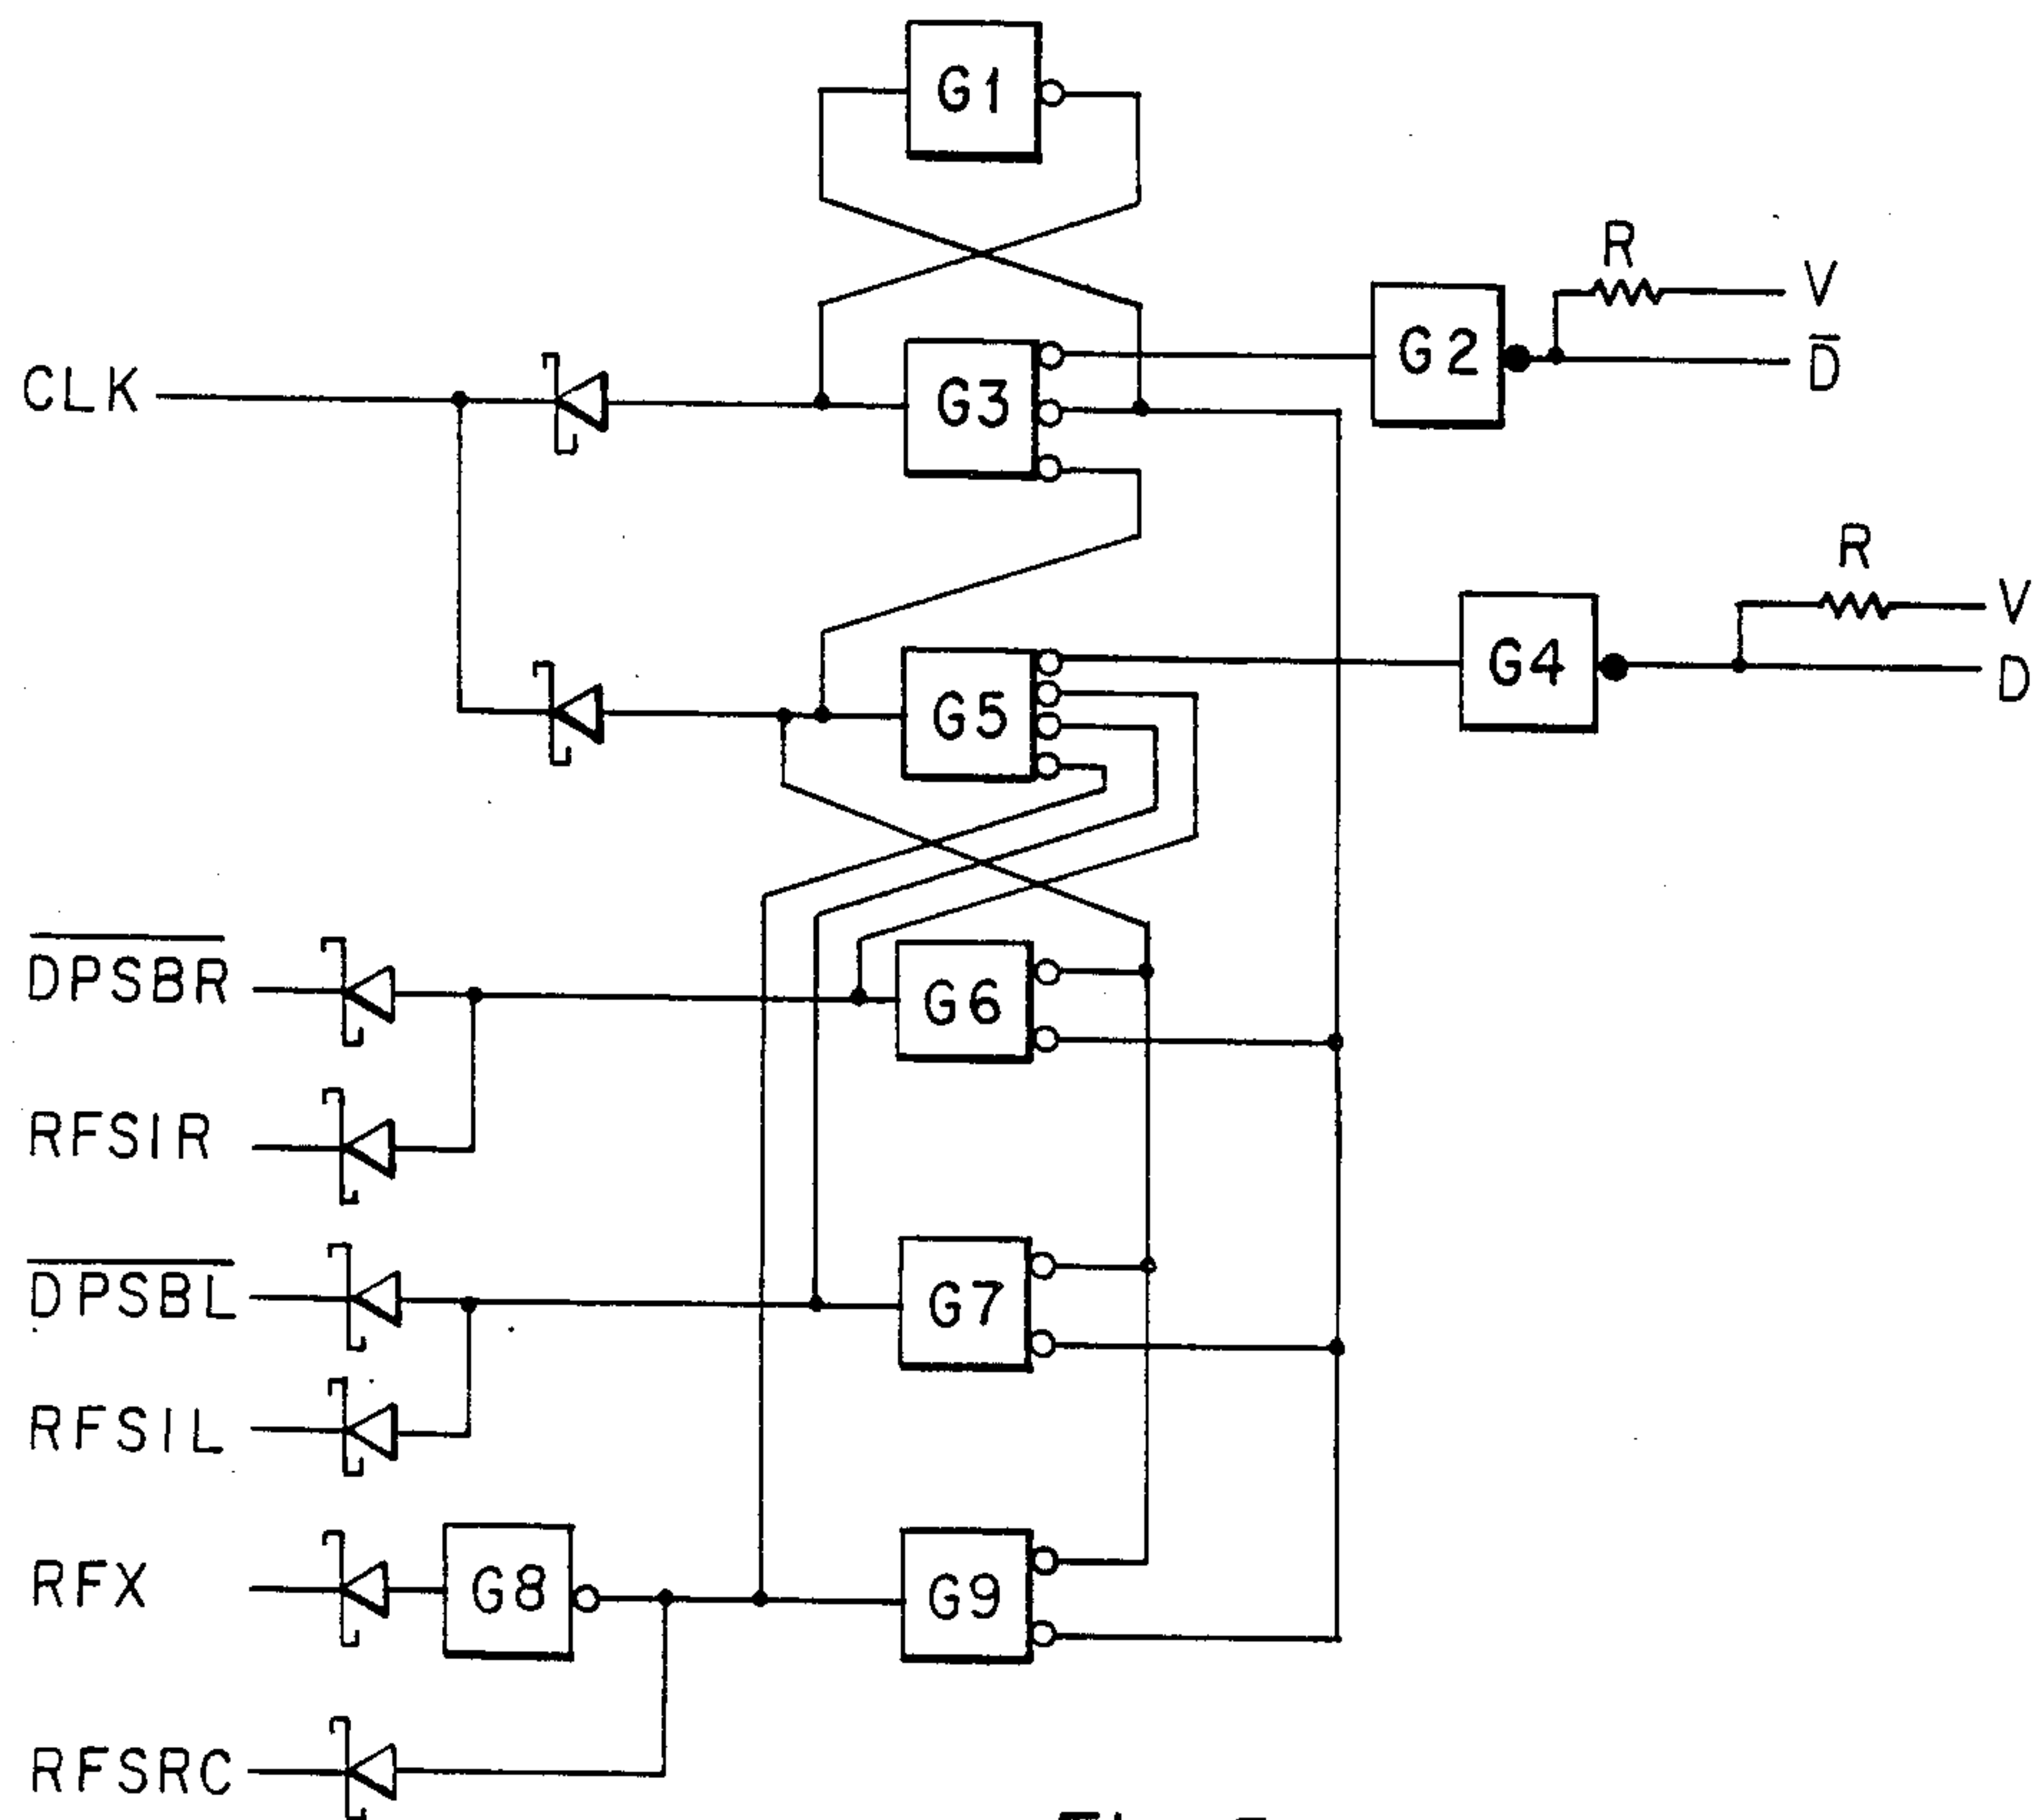 G1
R
V
G2
D̅
CLK
G3
R
V
G4
D
G5
D̅P̅S̅B̅R̅
G6
RFSIR
D̅P̅S̅B̅L̅
G7
RFSIL
RFX
G8
G9
RFSRC